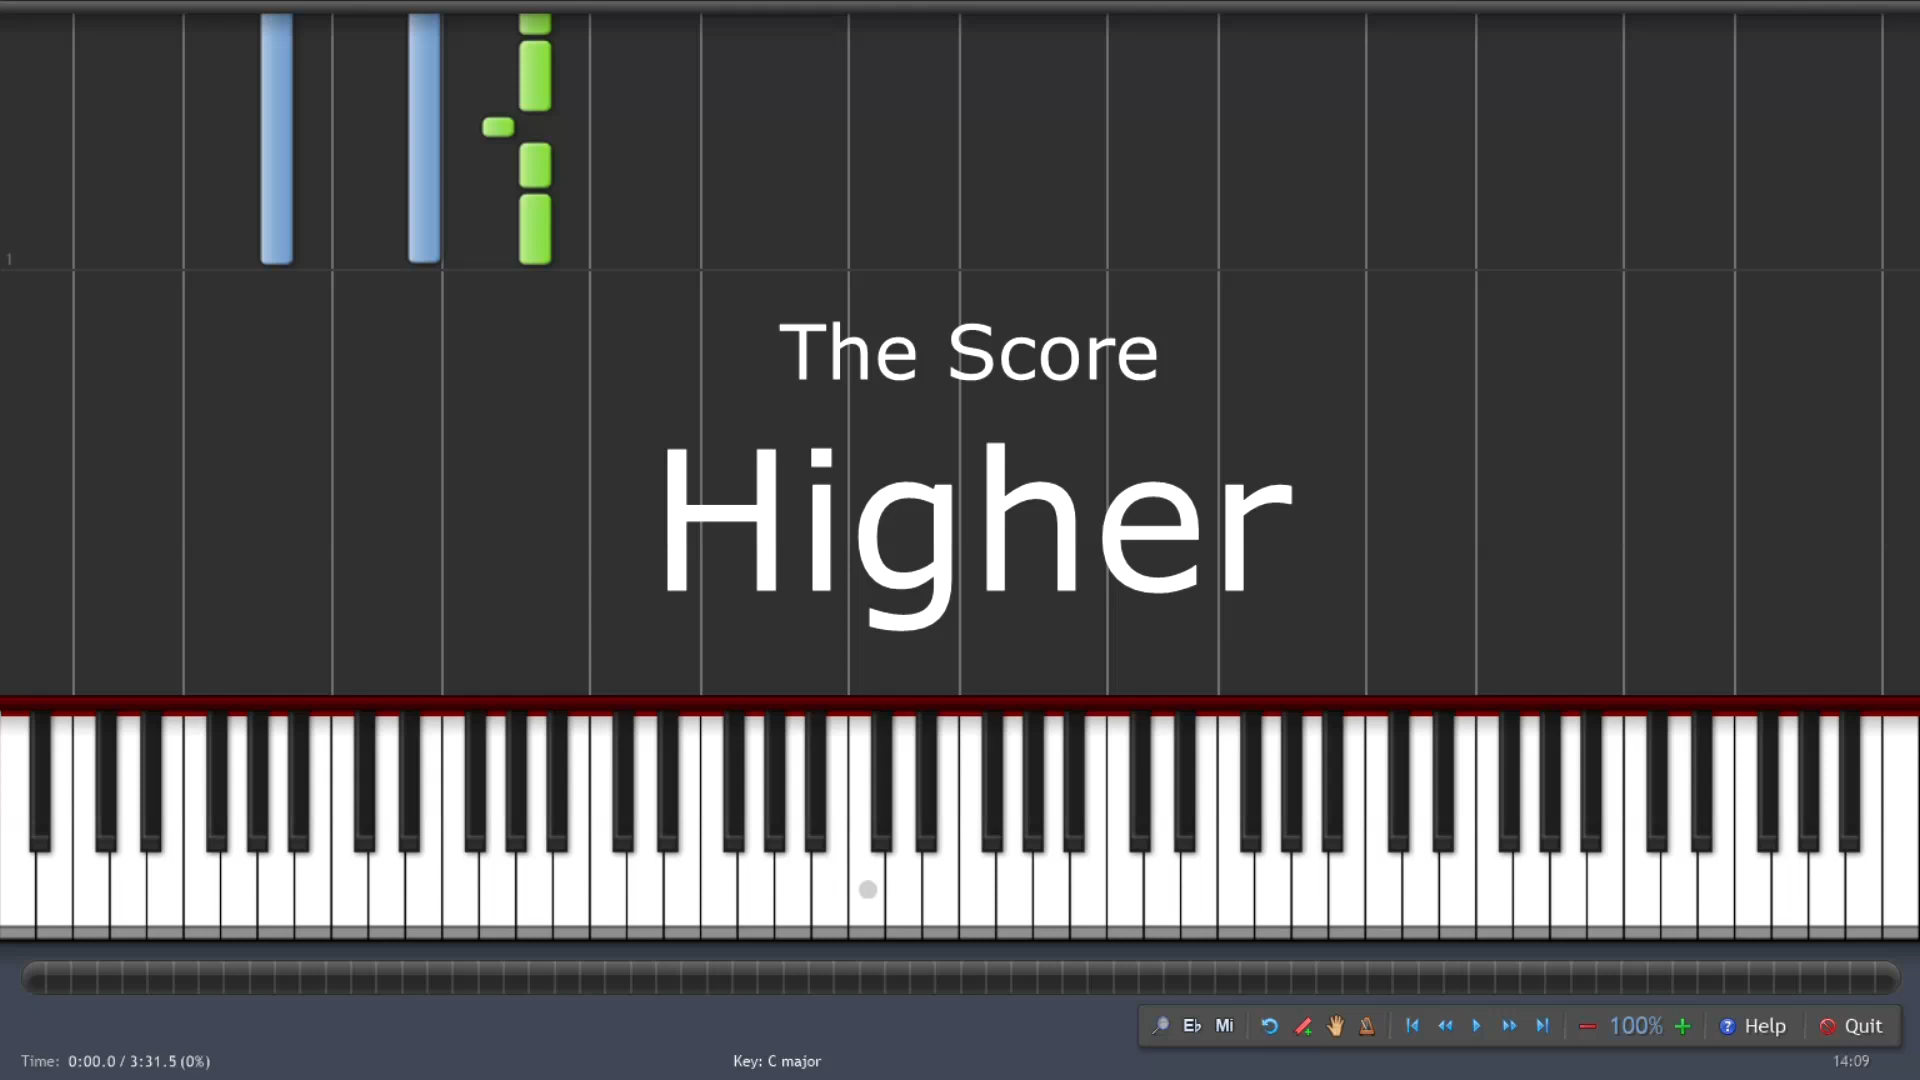 1
The Score
Higher
E♭ Mi 100% Help Quit
Time: 0:00.0 / 3:31.5 (0%) Key: C major 14:09